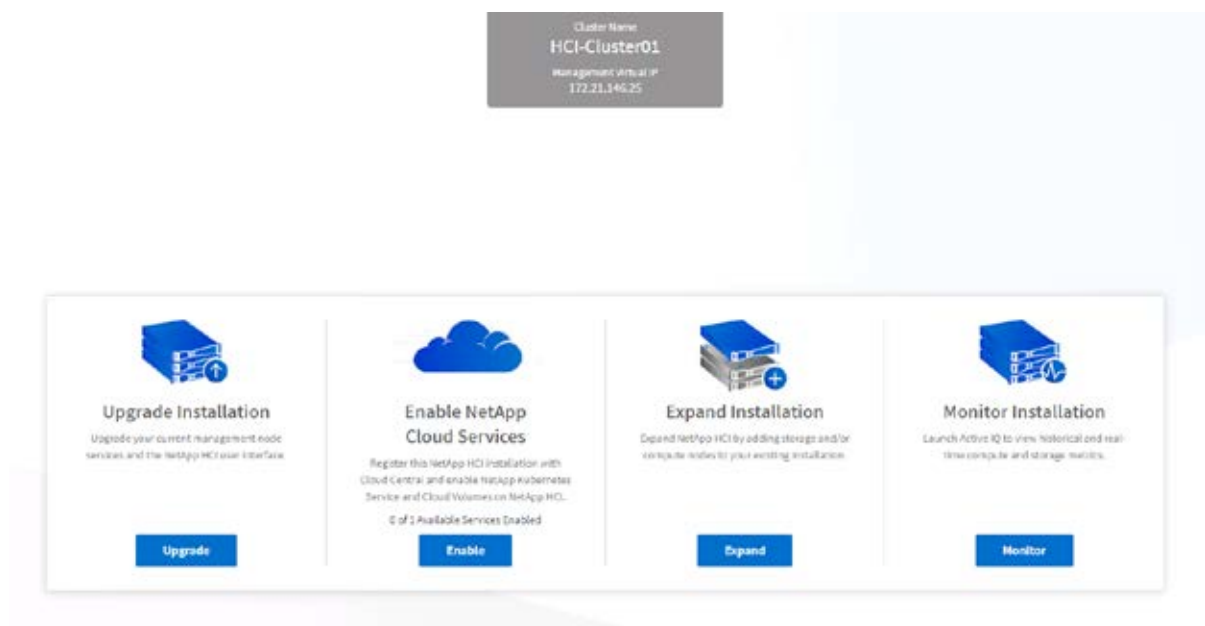 Cluster Name
HCI-Cluster01
Management Virtual IP
172.21.146.25
Upgrade Installation
Upgrade your current management node
services and the NetApp HCI user interface.
Upgrade
Enable NetApp
Cloud Services
Register this NetApp HCI installation with
Cloud Central and enable NetApp Kubernetes
Service and Cloud Volumes on NetApp HCI.
0 of 1 Available Services Enabled
Enable
Expand Installation
Expand NetApp HCI by adding storage and/or
compute nodes to your existing installation.
Expand
Monitor Installation
Launch Active IQ to view historical and real-
time compute and storage metrics.
Monitor